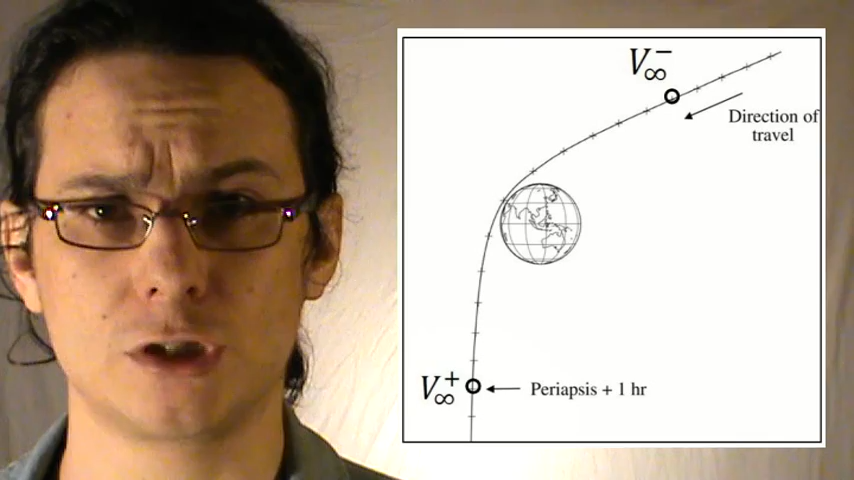 V∞−
Direction of
travel
V∞+
Periapsis + 1 hr